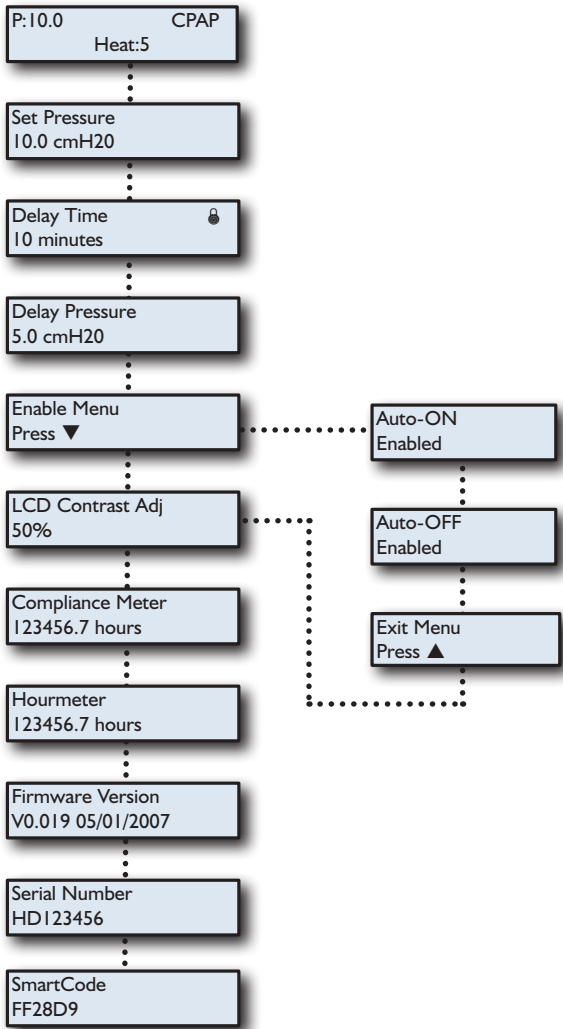 P:10.0 CPAP
Heat:5
Set Pressure
10.0 cmH20
Delay Time
10 minutes
Delay Pressure
5.0 cmH20
Enable Menu
Press ▼
Auto-ON
Enabled
LCD Contrast Adj
50%
Auto-OFF
Enabled
Compliance Meter
123456.7 hours
Exit Menu
Press ▲
Hourmeter
123456.7 hours
Firmware Version
V0.019 05/01/2007
Serial Number
HD123456
SmartCode
FF28D9